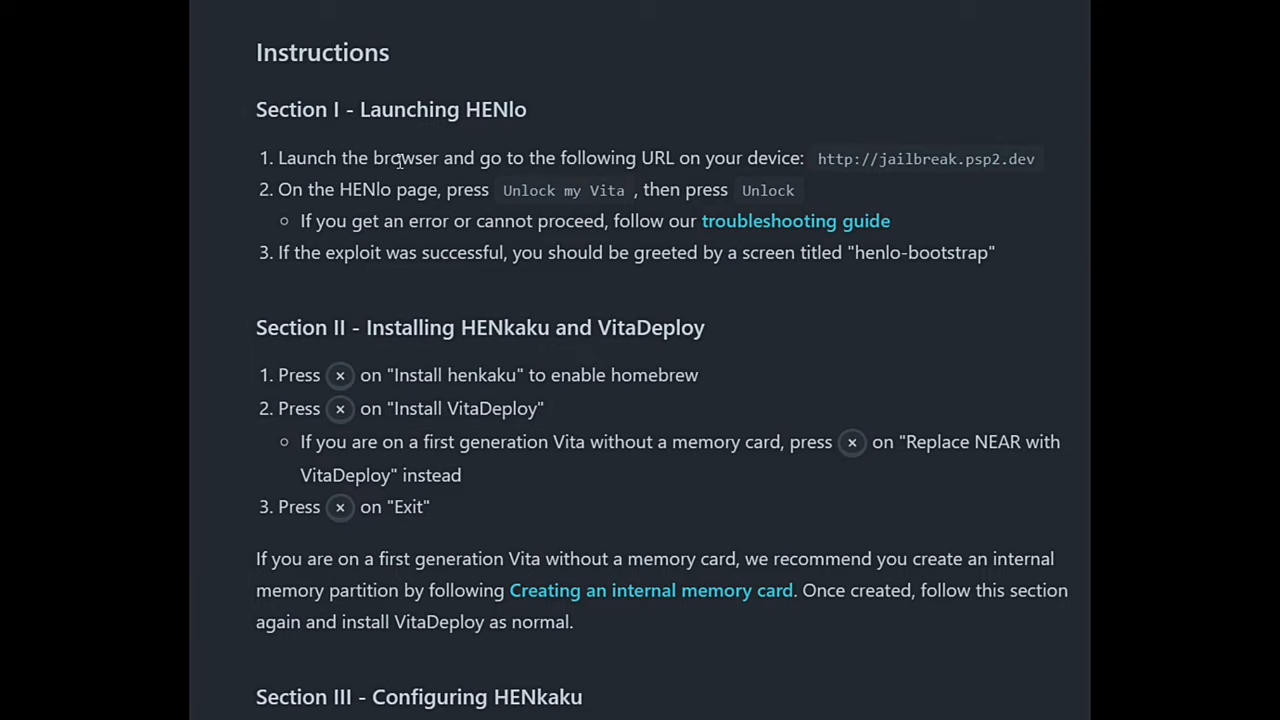 Instructions
Section I - Launching HENlo
1. Launch the browser and go to the following URL on your device: http://jailbreak.psp2.dev
2. On the HENlo page, press Unlock my Vita , then press Unlock
If you get an error or cannot proceed, follow our troubleshooting guide
3. If the exploit was successful, you should be greeted by a screen titled "henlo-bootstrap"
Section II - Installing HENkaku and VitaDeploy
1. Press × on "Install henkaku" to enable homebrew
2. Press × on "Install VitaDeploy"
If you are on a first generation Vita without a memory card, press × on "Replace NEAR with
VitaDeploy" instead
3. Press × on "Exit"
If you are on a first generation Vita without a memory card, we recommend you create an internal
memory partition by following Creating an internal memory card. Once created, follow this section
again and install VitaDeploy as normal.
Section III - Configuring HENkaku